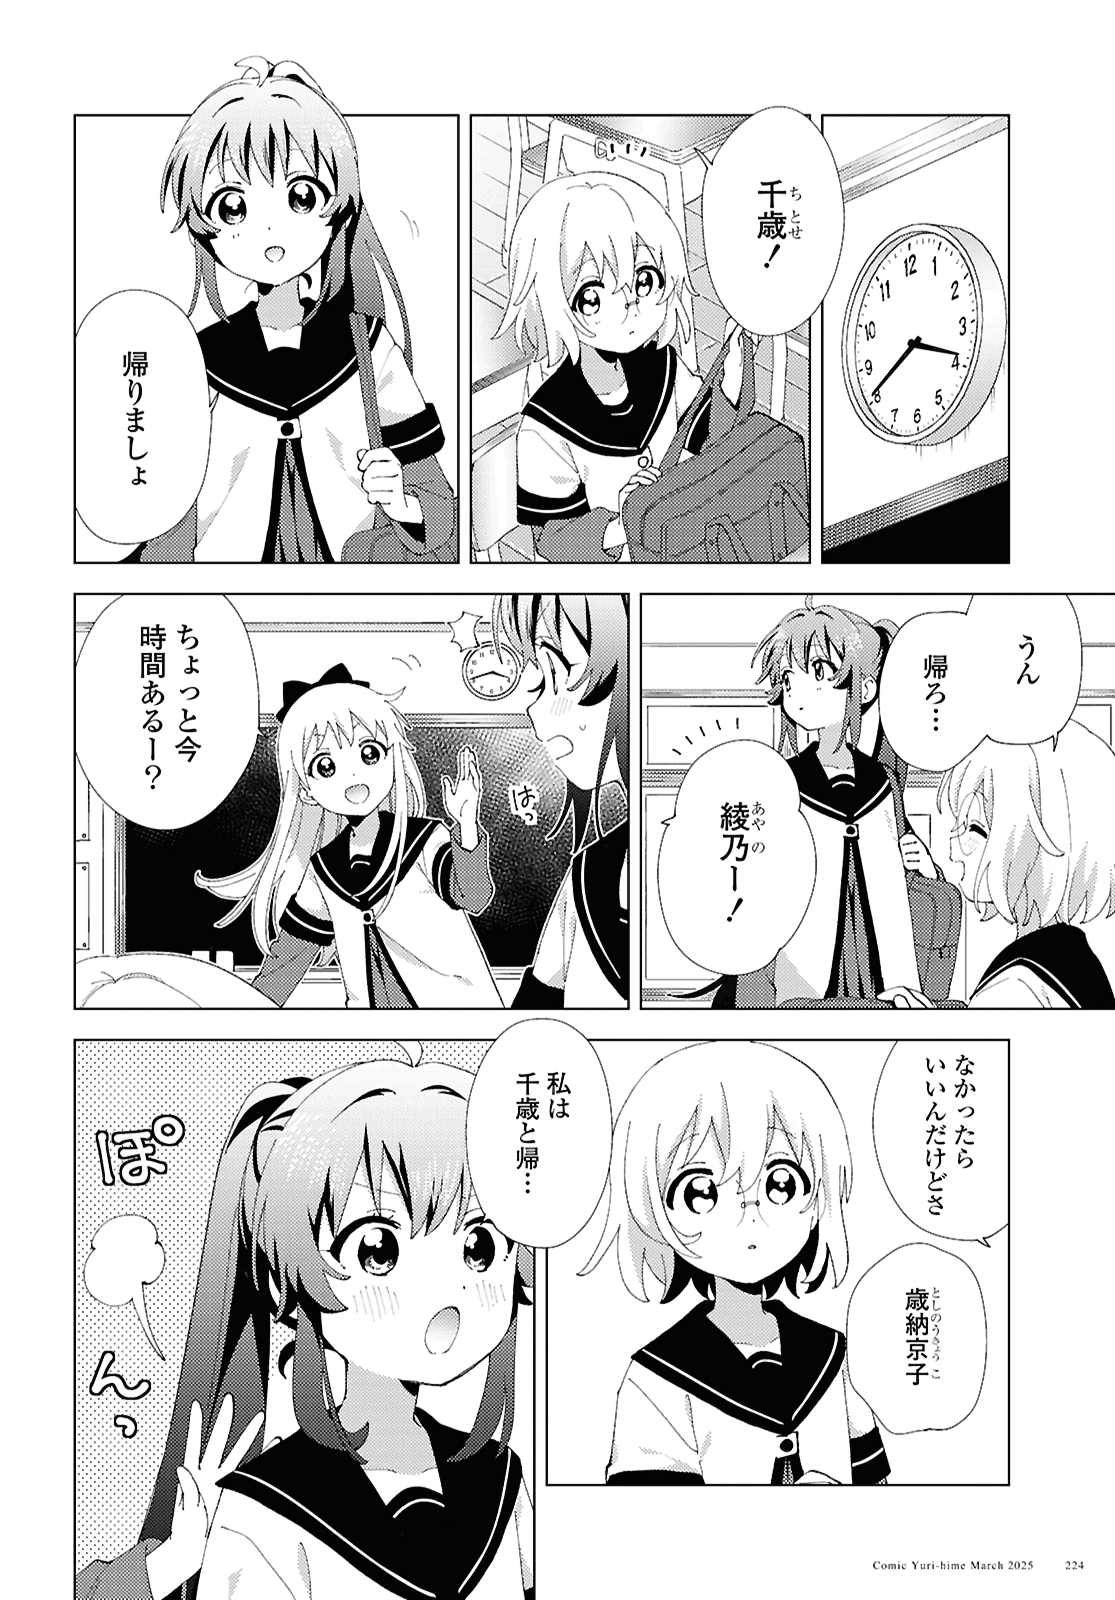 12
1
2
3
4
5
6
7
8
9
10
11
千歳!
ちとせ
帰りましょ
うん
帰ろ…
綾乃ー!
あやの
ちょっと今
時間あるー?
はっ
なかったら
いいんだけどさ
歳納京子
としのうきょうこ
私は
千歳と帰…
ぽんっ
Comic Yuri-hime March 2025
224